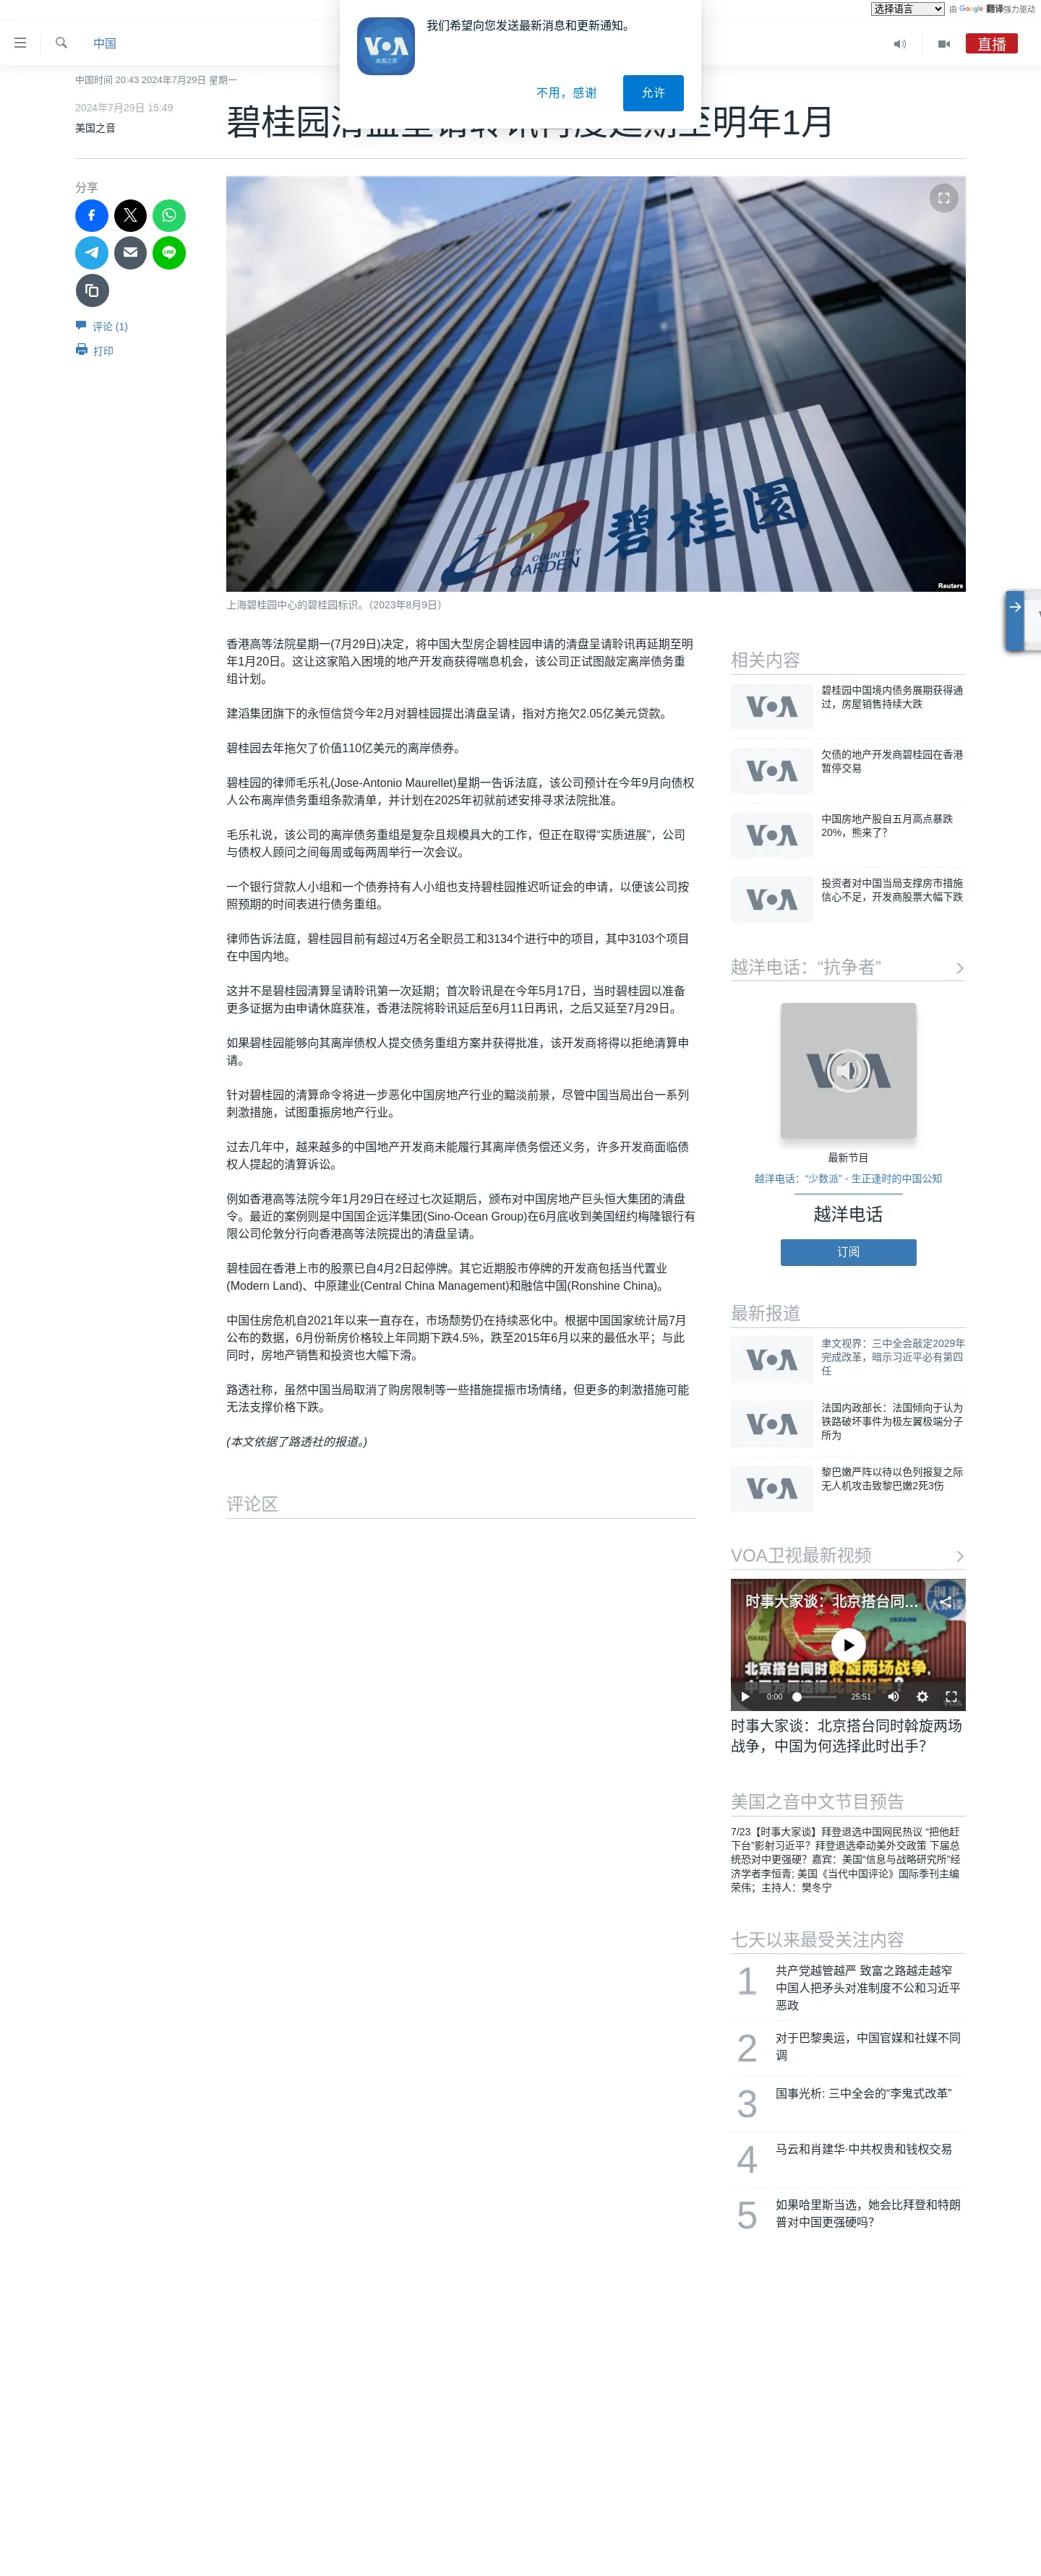 选择语言 由 Google 翻译强力驱动
中国
直播
我们希望向您发送最新消息和更新通知。
VOA
美国之音
不用，感谢
允许
中国时间 20:43 2024年7月29日 星期一
2024年7月29日 15:49
美国之音
碧桂园清盘呈请聆讯再度延期至明年1月
分享
评论 (1)
打印
碧桂园
COUNTRY
GARDEN
Reuters
上海碧桂园中心的碧桂园标识。（2023年8月9日）
香港高等法院星期一(7月29日)决定，将中国大型房企碧桂园申请的清盘呈请聆讯再延期至明
年1月20日。这让这家陷入困境的地产开发商获得喘息机会，该公司正试图敲定离岸债务重
组计划。
建滔集团旗下的永恒信贷今年2月对碧桂园提出清盘呈请，指对方拖欠2.05亿美元贷款。
碧桂园去年拖欠了价值110亿美元的离岸债券。
碧桂园的律师毛乐礼(Jose-Antonio Maurellet)星期一告诉法庭，该公司预计在今年9月向债权
人公布离岸债务重组条款清单，并计划在2025年初就前述安排寻求法院批准。
毛乐礼说，该公司的离岸债务重组是复杂且规模具大的工作，但正在取得“实质进展”，公司
与债权人顾问之间每周或每两周举行一次会议。
一个银行贷款人小组和一个债券持有人小组也支持碧桂园推迟听证会的申请，以便该公司按
照预期的时间表进行债务重组。
律师告诉法庭，碧桂园目前有超过4万名全职员工和3134个进行中的项目，其中3103个项目
在中国内地。
这并不是碧桂园清算呈请聆讯第一次延期；首次聆讯是在今年5月17日，当时碧桂园以准备
更多证据为由申请休庭获准，香港法院将聆讯延后至6月11日再讯，之后又延至7月29日。
如果碧桂园能够向其离岸债权人提交债务重组方案并获得批准，该开发商将得以拒绝清算申
请。
针对碧桂园的清算命令将进一步恶化中国房地产行业的黯淡前景，尽管中国当局出台一系列
刺激措施，试图重振房地产行业。
过去几年中，越来越多的中国地产开发商未能履行其离岸债务偿还义务，许多开发商面临债
权人提起的清算诉讼。
例如香港高等法院今年1月29日在经过七次延期后，颁布对中国房地产巨头恒大集团的清盘
令。最近的案例则是中国国企远洋集团(Sino-Ocean Group)在6月底收到美国纽约梅隆银行有
限公司伦敦分行向香港高等法院提出的清盘呈请。
碧桂园在香港上市的股票已自4月2日起停牌。其它近期股市停牌的开发商包括当代置业
(Modern Land)、中原建业(Central China Management)和融信中国(Ronshine China)。
中国住房危机自2021年以来一直存在，市场颓势仍在持续恶化中。根据中国国家统计局7月
公布的数据，6月份新房价格较上年同期下跌4.5%，跌至2015年6月以来的最低水平；与此
同时，房地产销售和投资也大幅下滑。
路透社称，虽然中国当局取消了购房限制等一些措施提振市场情绪，但更多的刺激措施可能
无法支撑价格下跌。
(本文依据了路透社的报道。)
评论区
相关内容
VOA
碧桂园中国境内债务展期获得通
过，房屋销售持续大跌
VOA
欠债的地产开发商碧桂园在香港
暂停交易
VOA
中国房地产股自五月高点暴跌
20%，熊来了？
VOA
投资者对中国当局支撑房市措施
信心不足，开发商股票大幅下跌
越洋电话：“抗争者”
VOA
最新节目
越洋电话：“少数派” - 生正逢时的中国公知
越洋电话
订阅
最新报道
VOA
聿文视界：三中全会敲定2029年
完成改革，暗示习近平必有第四
任
VOA
法国内政部长：法国倾向于认为
铁路破坏事件为极左翼极端分子
所为
VOA
黎巴嫩严阵以待以色列报复之际
无人机攻击致黎巴嫩2死3伤
VOA卫视最新视频
时事大家谈：北京搭台同...
时事
大家谈
ISRAEL
UKRAINE
北京搭台同时斡旋两场战争，
中国为何选择此时出手？
0:00
25:51
时事大家谈：北京搭台同时斡旋两场
战争，中国为何选择此时出手？
美国之音中文节目预告
7/23【时事大家谈】拜登退选中国网民热议 “把他赶
下台”影射习近平？拜登退选牵动美外交政策 下届总
统恐对中更强硬？嘉宾：美国“信息与战略研究所”经
济学者李恒青; 美国《当代中国评论》国际季刊主编
荣伟；主持人：樊冬宁
七天以来最受关注内容
1
共产党越管越严 致富之路越走越窄
中国人把矛头对准制度不公和习近平
恶政
2
对于巴黎奥运，中国官媒和社媒不同
调
3
国事光析: 三中全会的“李鬼式改革”
4
马云和肖建华·中共权贵和钱权交易
5
如果哈里斯当选，她会比拜登和特朗
普对中国更强硬吗？